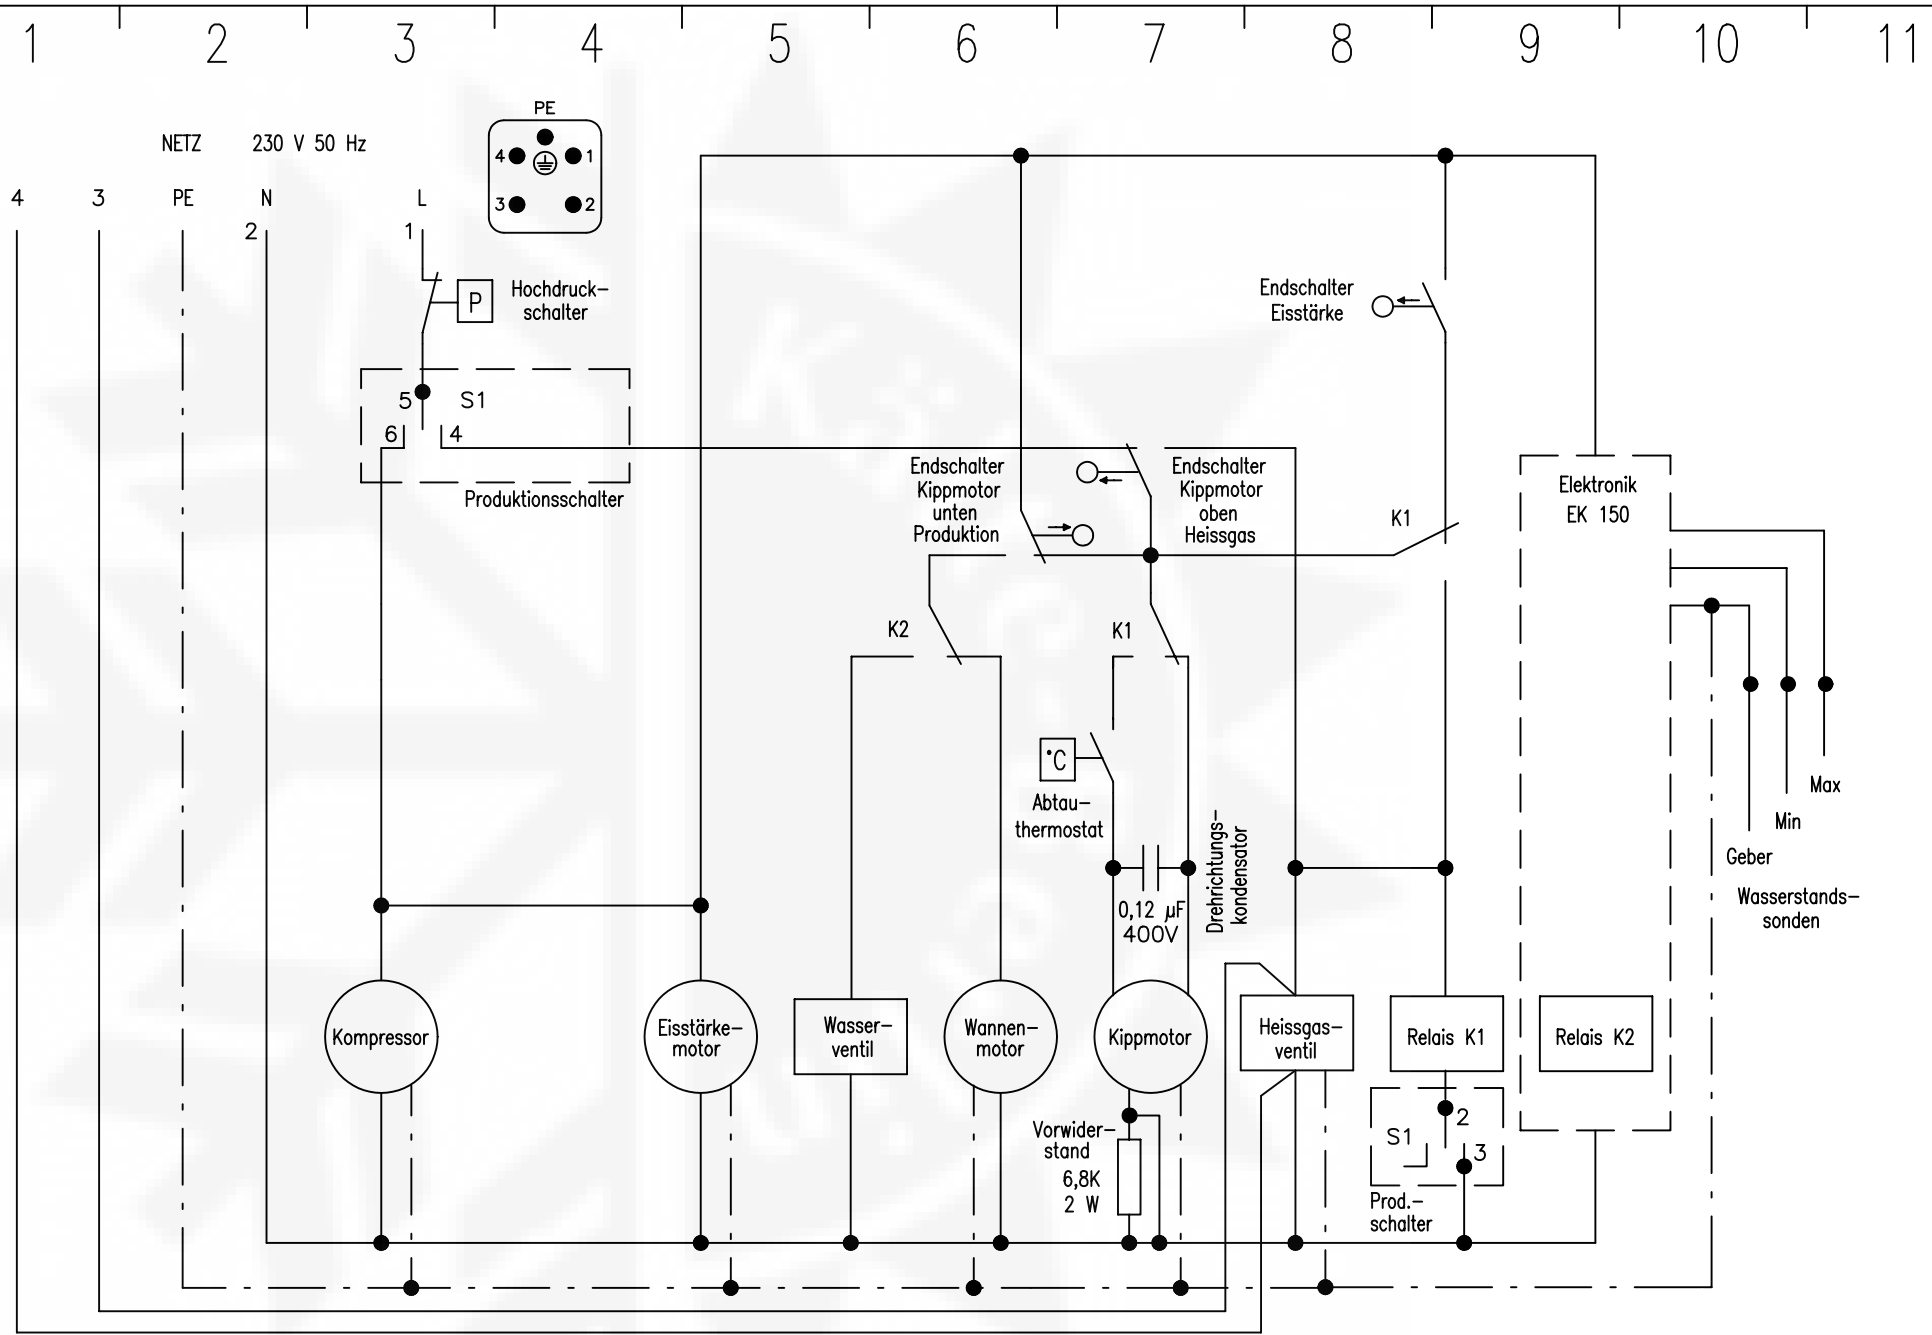 1 2 3 4 5 6 7 8 9 10 11
PE
NETZ 230 V 50 Hz
4 1
3 2
4 3 PE N L
2 1
P
Hochdruck-
schalter
Endschalter
Eisstärke
5 S1
6 4
Produktionsschalter
Endschalter
Kippmotor
unten
Produktion
Endschalter
Kippmotor
oben
Heissgas
K1
Elektronik
EK 150
K2
K1
°C
Abtau-
thermostat
0,12 µF
400V
Drehrichtungs-
kondensator
Max
Min
Geber
Wasserstands-
sonden
Kompressor
Eisstärke-
motor
Wasser-
ventil
Wannen-
motor
Kippmotor
Heissgas-
ventil
Relais K1
Relais K2
Vorwider-
stand
6,8K
2 W
2
S1
3
Prod.-
schalter